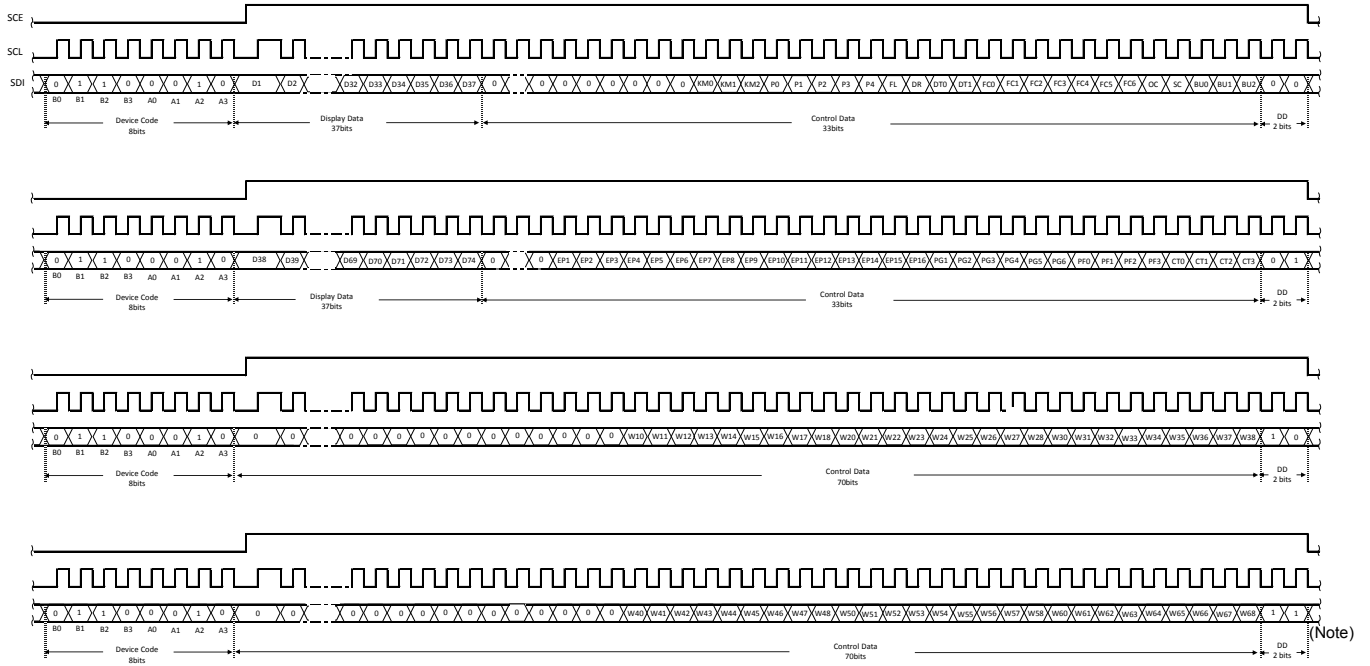 SCE
SCL
SDI 0 1 1 0 0 0 1 0 D1 D2 D32 D33 D34 D35 D36 D37 0 0 0 0 0 0 0 0 0 KM0 KM1 KM2 P0 P1 P2 P3 P4 FL DR DT0 DT1 FC0 FC1 FC2 FC3 FC4 FC5 FC6 OC SC BU0 BU1 BU2 0 0
B0 B1 B2 B3 A0 A1 A2 A3
Device Code Display Data Control Data DD
8bits 37bits 33bits 2 bits
0 1 1 0 0 0 1 0 D38 D39 D69 D70 D71 D72 D73 D74 0 0 EP1 EP2 EP3 EP4 EP5 EP6 EP7 EP8 EP9 EP10 EP11 EP12 EP13 EP14 EP15 EP16 PG1 PG2 PG3 PG4 PG5 PG6 PF0 PF1 PF2 PF3 CT0 CT1 CT2 CT3 0 1
B0 B1 B2 B3 A0 A1 A2 A3
Device Code Display Data Control Data DD
8bits 37bits 33bits 2 bits
0 1 1 0 0 0 1 0 0 0 0 0 0 0 0 0 0 0 0 0 0 0 W10 W11 W12 W13 W14 W15 W16 W17 W18 W20 W21 W22 W23 W24 W25 W26 W27 W28 W30 W31 W32 W33 W34 W35 W36 W37 W38 1 0
B0 B1 B2 B3 A0 A1 A2 A3
Device Code Control Data DD
8bits 70bits 2 bits
0 1 1 0 0 0 1 0 0 0 0 0 0 0 0 0 0 0 0 0 0 0 W40 W41 W42 W43 W44 W45 W46 W47 W48 W50 W51 W52 W53 W54 W55 W56 W57 W58 W60 W61 W62 W63 W64 W65 W66 W67 W68 1 1
B0 B1 B2 B3 A0 A1 A2 A3 (Note)
Device Code Control Data DD
8bits 70bits 2 bits